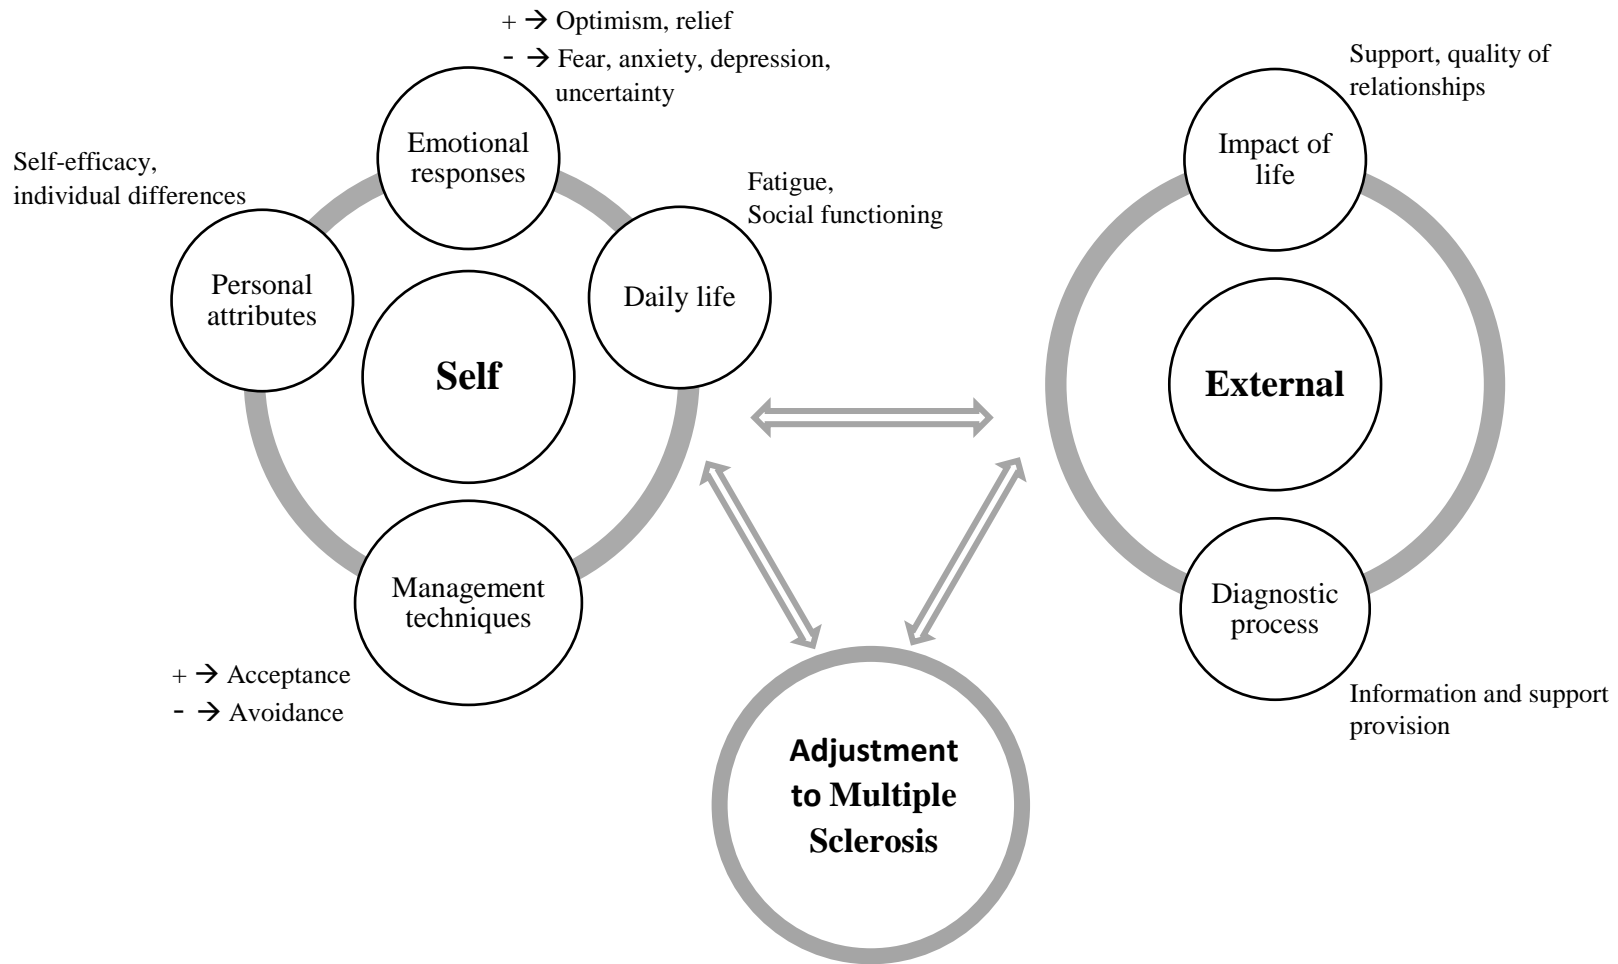 + → Optimism, relief
- → Fear, anxiety, depression,
uncertainty
Emotional
responses
Self-efficacy,
individual differences
Personal
attributes
Fatigue,
Social functioning
Daily life
Self
Management
techniques
+ → Acceptance
- → Avoidance
Support, quality of
relationships
Impact of
life
External
Diagnostic
process
Information and support
provision
Adjustment
to Multiple
Sclerosis